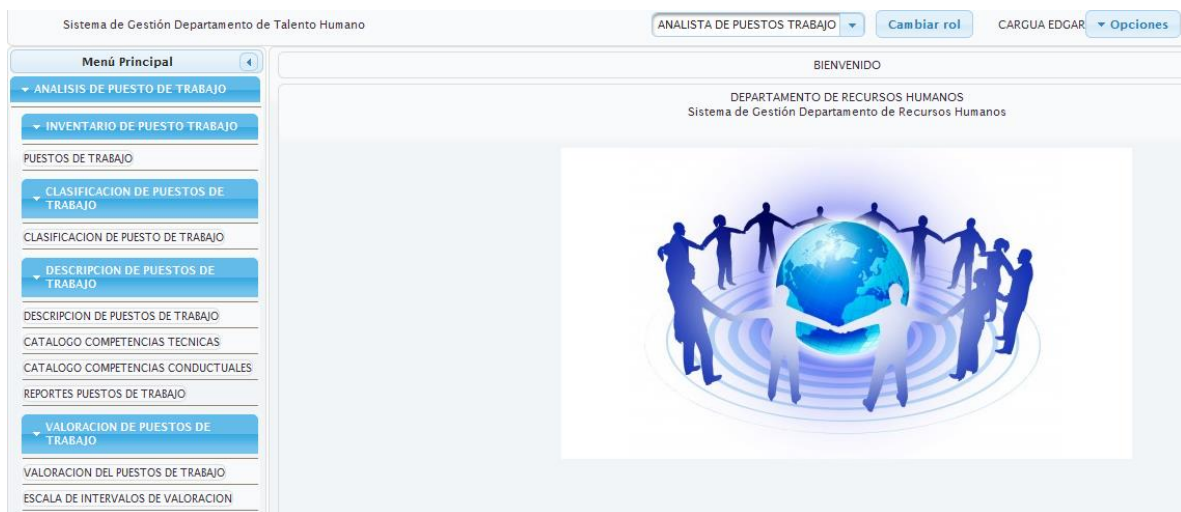 Sistema de Gestión Departamento de Talento Humano
ANALISTA DE PUESTOS TRABAJO
Cambiar rol
CARGUA EDGAR
Opciones
Menú Principal
ANALISIS DE PUESTO DE TRABAJO
INVENTARIO DE PUESTO TRABAJO
PUESTOS DE TRABAJO
CLASIFICACION DE PUESTOS DE
TRABAJO
CLASIFICACION DE PUESTO DE TRABAJO
DESCRIPCION DE PUESTOS DE
TRABAJO
DESCRIPCION DE PUESTOS DE TRABAJO
CATALOGO COMPETENCIAS TECNICAS
CATALOGO COMPETENCIAS CONDUCTUALES
REPORTES PUESTOS DE TRABAJO
VALORACION DE PUESTOS DE
TRABAJO
VALORACION DEL PUESTOS DE TRABAJO
ESCALA DE INTERVALOS DE VALORACION
BIENVENIDO
DEPARTAMENTO DE RECURSOS HUMANOS
Sistema de Gestión Departamento de Recursos Humanos